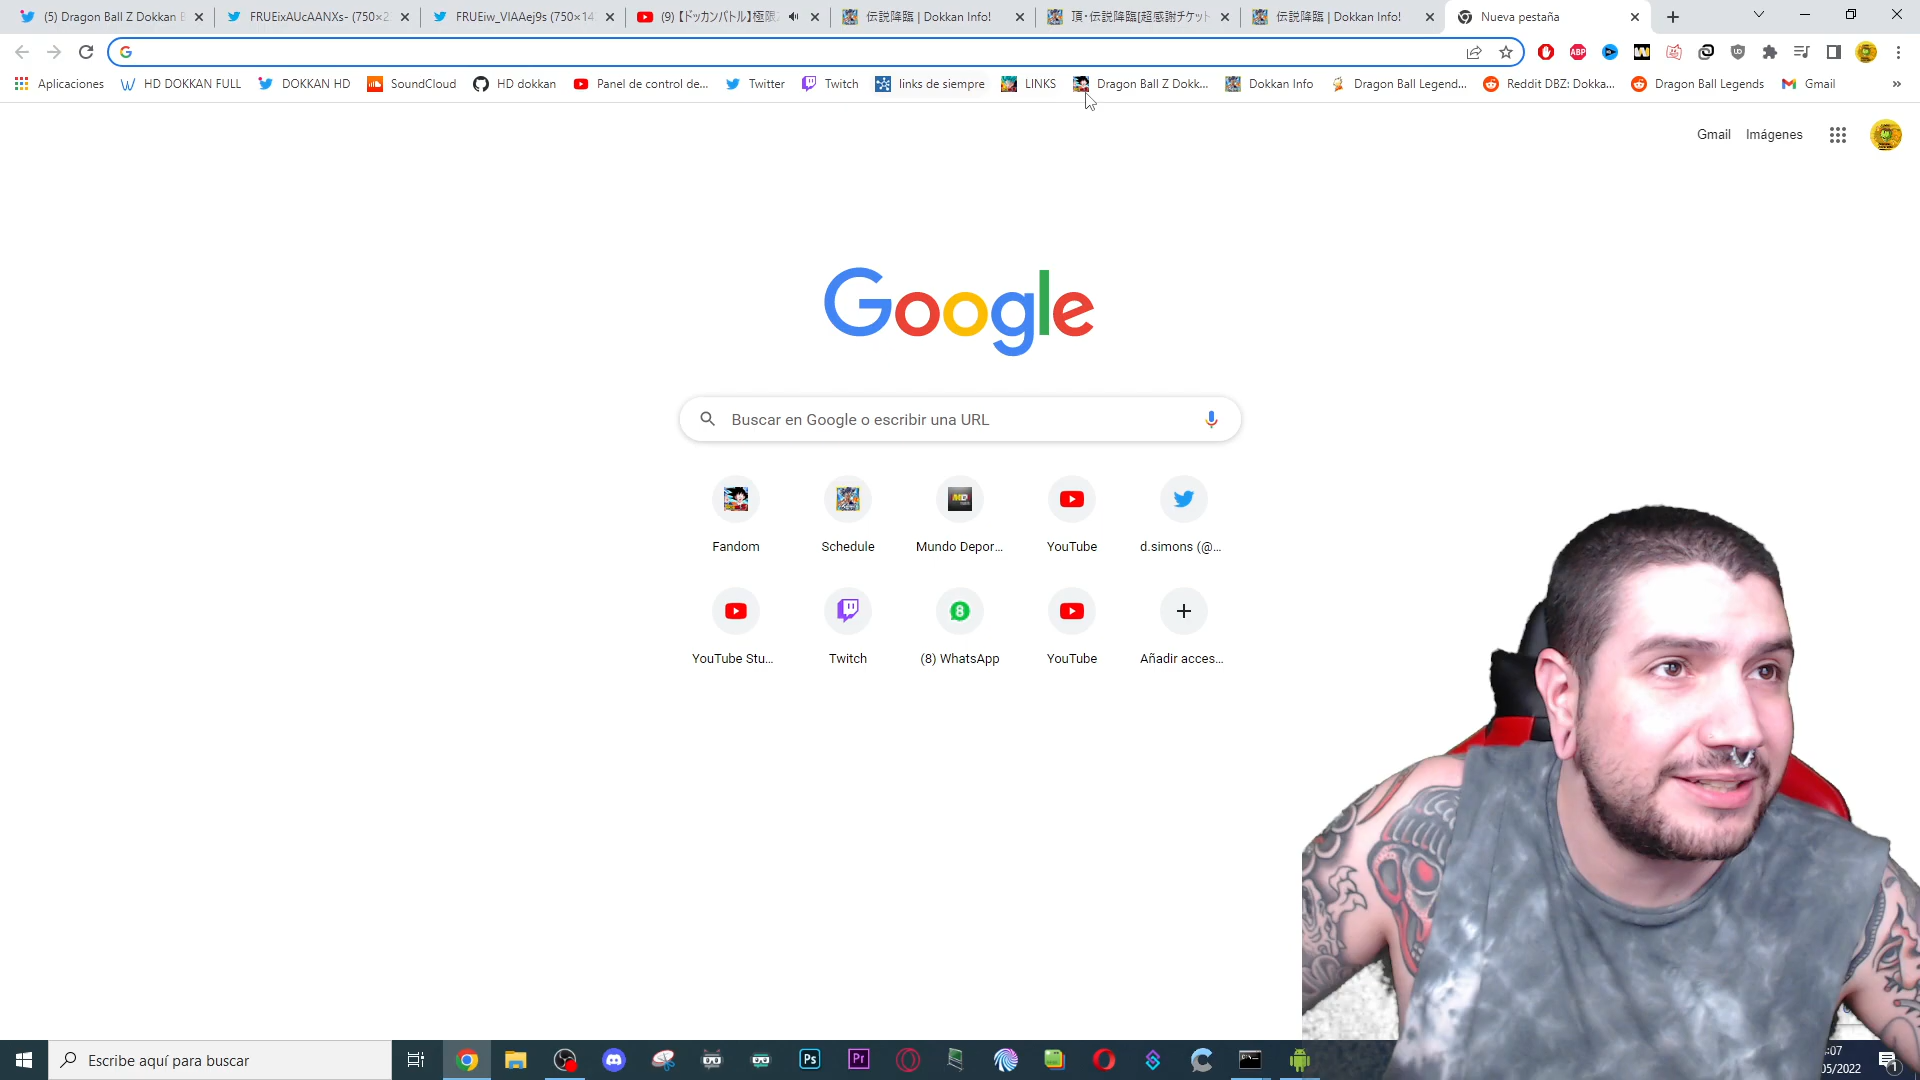 (5) Dragon Ball Z Dokkan B
FRUEixAUcAANXs- (750×2
FRUEiw_VIAAej9s (750×14
(9) 【ドッカンバトル】極限
伝説降臨 | Dokkan Info!
頂・伝説降臨[超感謝チケット
伝説降臨 | Dokkan Info!
Nueva pestaña
Aplicaciones
HD DOKKAN FULL
DOKKAN HD
SoundCloud
HD dokkan
Panel de control de...
Twitter
Twitch
links de siempre
LINKS
Dragon Ball Z Dokk...
Dokkan Info
Dragon Ball Legend...
Reddit DBZ: Dokka...
Dragon Ball Legends
Gmail
»
Gmail
Imágenes
Google
Buscar en Google o escribir una URL
Fandom
Schedule
Mundo Depor...
YouTube
d.simons (@...
YouTube Stu...
Twitch
(8) WhatsApp
YouTube
Añadir acces...
Escribe aquí para buscar
:07
05/2022